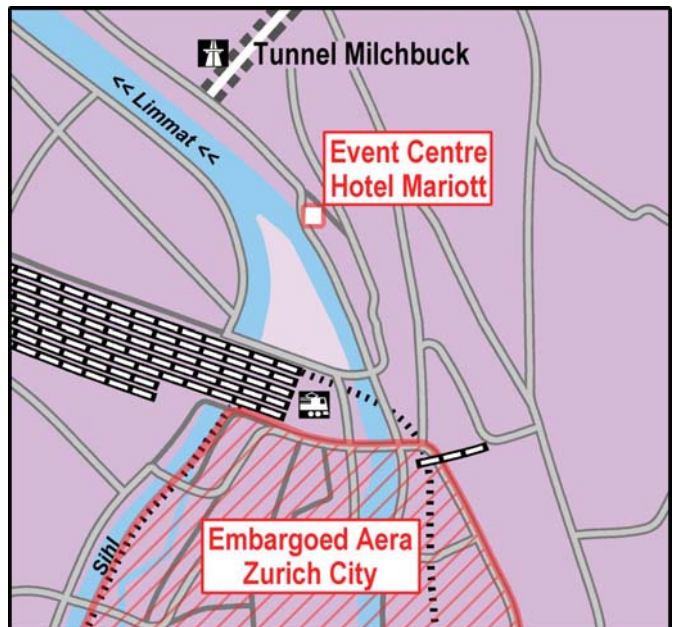 Tunnel Milchbuck
<< Limmat <<
Event Centre
Hotel Mariott
Sihl
Embargoed Aera
Zurich City